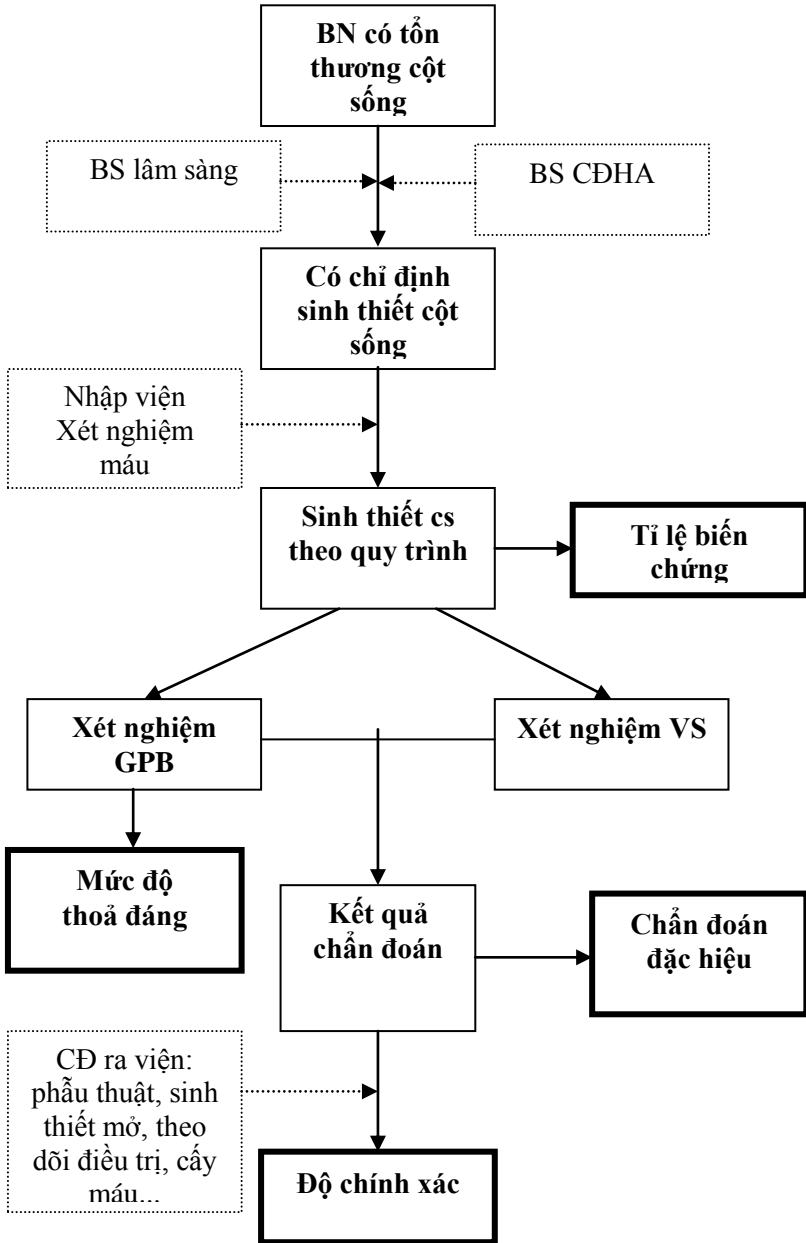 BN có tổn
thương cột
sống
BS lâm sàng
BS CĐHA
Có chỉ định
sinh thiết cột
sống
Nhập viện
Xét nghiệm
máu
Sinh thiết cs
theo quy trình
Tỉ lệ biến
chứng
Xét nghiệm
GPB
Xét nghiệm VS
Mức độ
thoả đáng
Kết quả
chẩn đoán
Chẩn đoán
đặc hiệu
CĐ ra viện:
phẫu thuật, sinh
thiết mở, theo
dõi điều trị, cấy
máu...
Độ chính xác